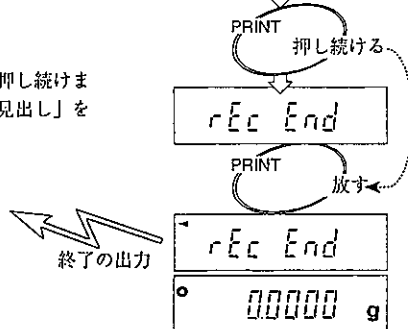 PRINT
押し続ける
押し続けま
見出し」を
rEc End
PRINT
放す
rEc End
終了の出力
0.0000 g